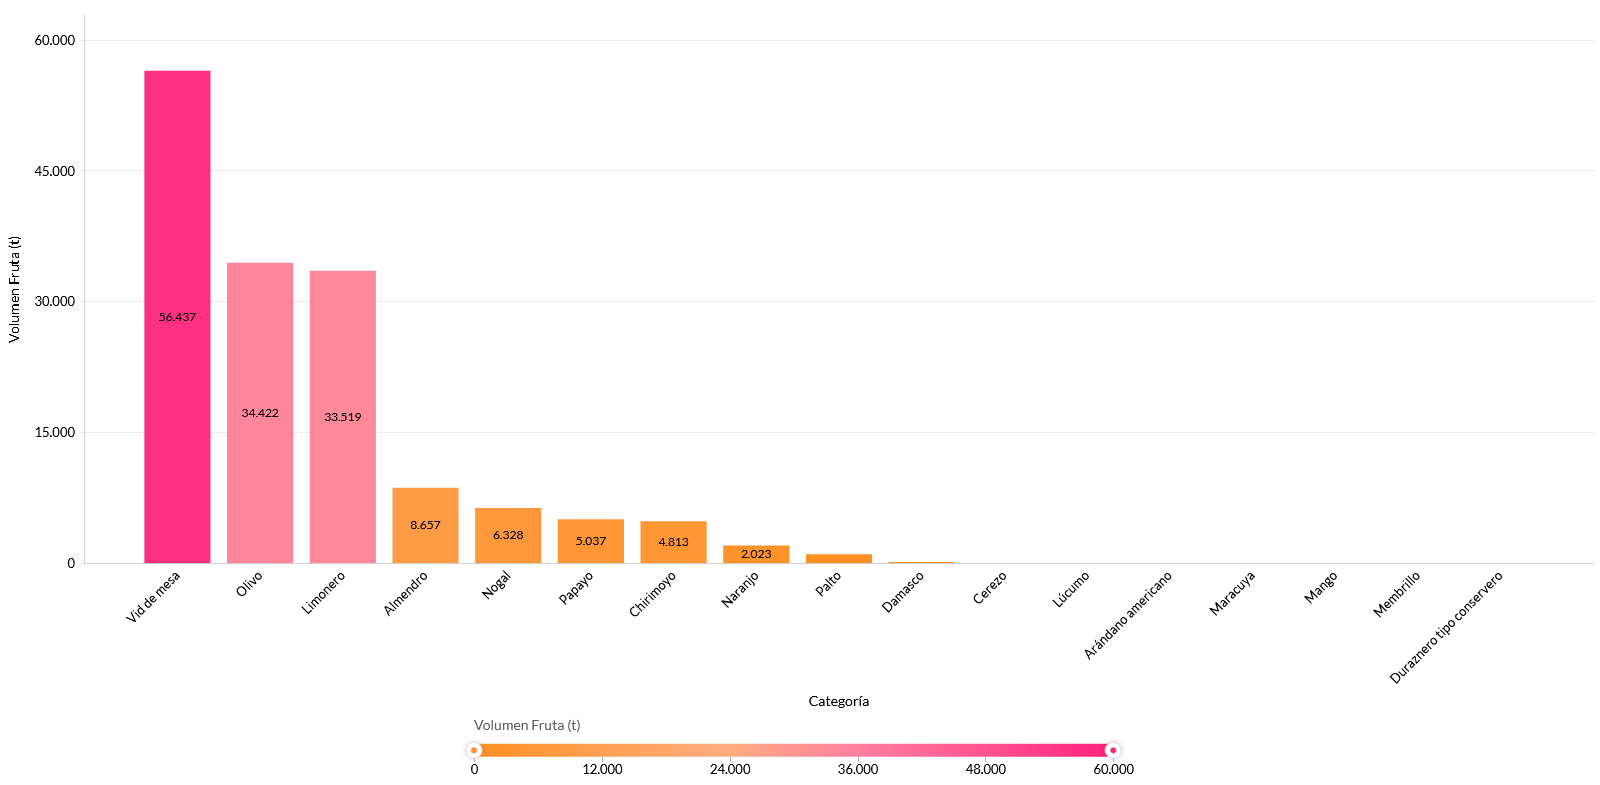 Volumen Fruta (t)
60.000
45.000
30.000
15.000
0
56.437
34.422
33.519
8.657
6.328
5.037
4.813
2.023
Vid de mesa
Olivo
Limonero
Almendro
Nogal
Papayo
Chirimoyo
Naranjo
Palto
Damasco
Cerezo
Lúcumo
Arándano americano
Maracuya
Mango
Membrillo
Duraznero tipo conservero
Categoría
Volumen Fruta (t)
0 12.000 24.000 36.000 48.000 60.000